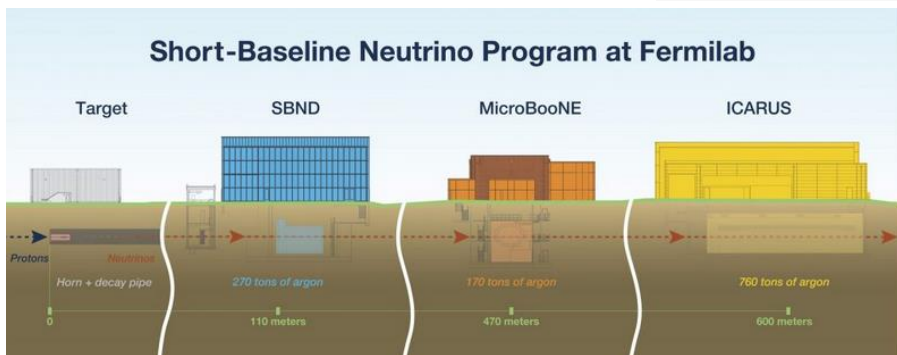 Short-Baseline Neutrino Program at Fermilab
Target
SBND
MicroBooNE
ICARUS
Protons
Neutrinos
Horn + decay pipe
270 tons of argon
170 tons of argon
760 tons of argon
0
110 meters
470 meters
600 meters